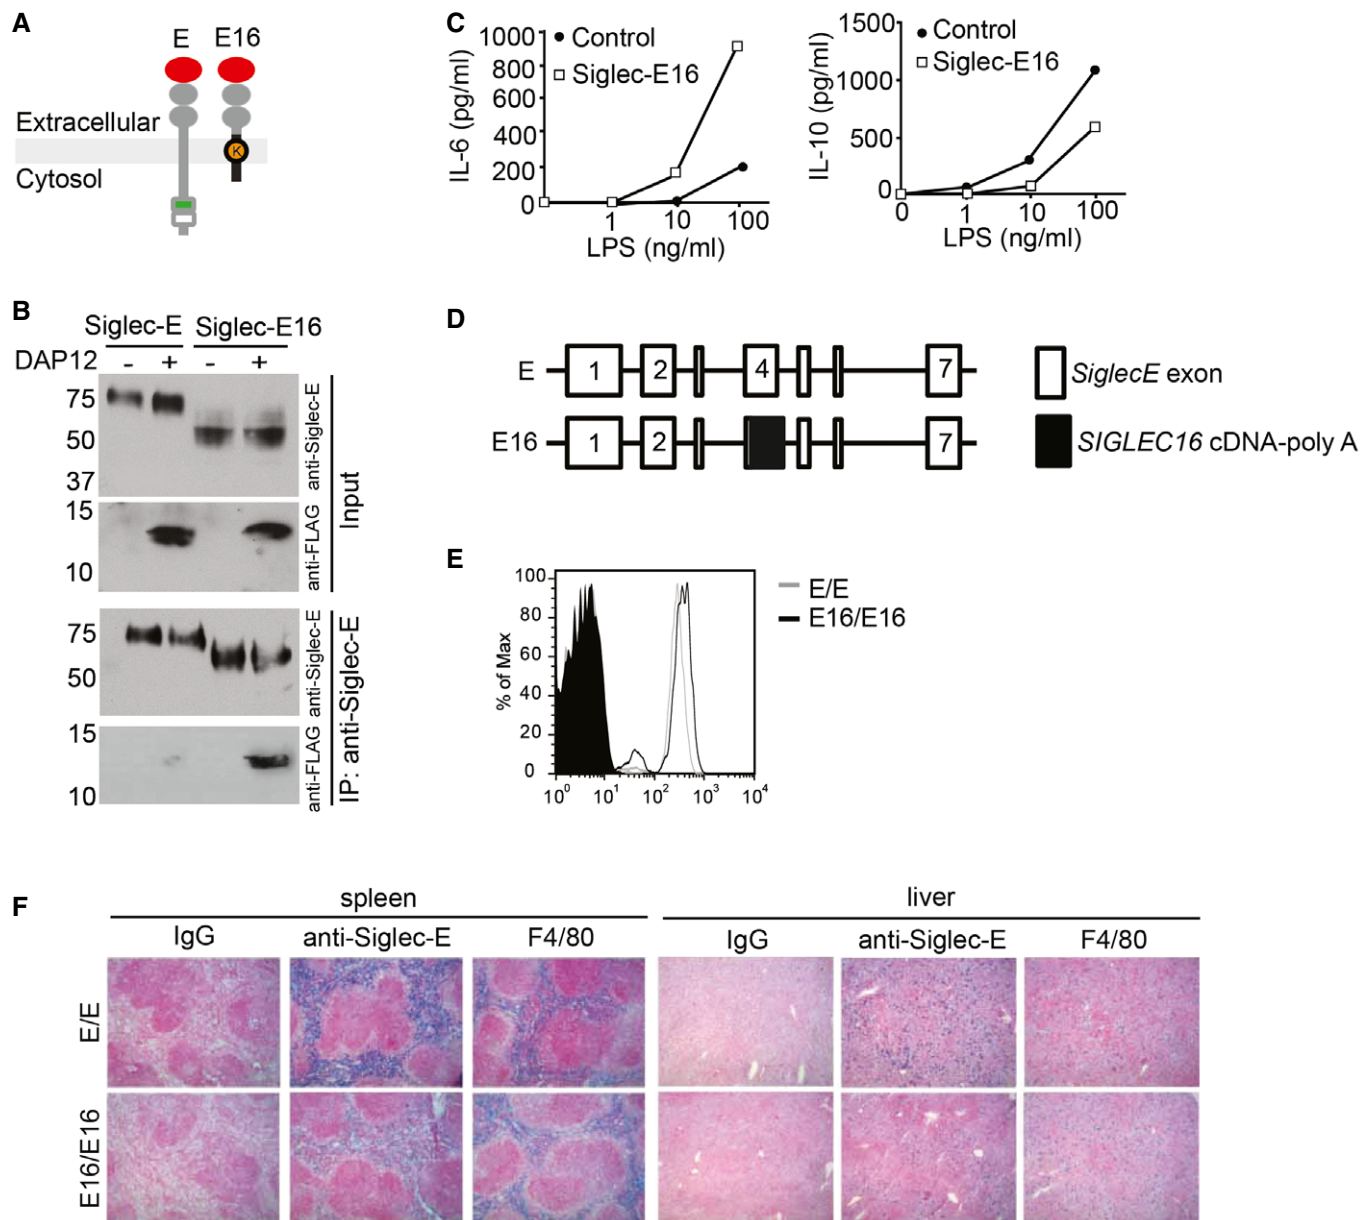 A
E E16
Extracellular
Cytosol
K
B
Siglec-E Siglec-E16
DAP12 - + - +
75
50
37
anti-Siglec-E
15
10
anti-FLAG
Input
75
50
anti-Siglec-E
15
10
anti-FLAG
IP: anti-Siglec-E
C
IL-6 (pg/ml)
1000
800
600
400
200
0
Control
Siglec-E16
1 10 100
LPS (ng/ml)
IL-10 (pg/ml)
1500
1000
500
0
Control
Siglec-E16
0 1 10 100
LPS (ng/ml)
D
E 1 2 4 7
E16 1 2 7
SiglecE exon
SIGLEC16 cDNA-poly A
E
% of Max
100
80
60
40
20
0
10^0 10^1 10^2 10^3 10^4
E/E
E16/E16
F
spleen liver
IgG anti-Siglec-E F4/80 IgG anti-Siglec-E F4/80
E/E
E16/E16